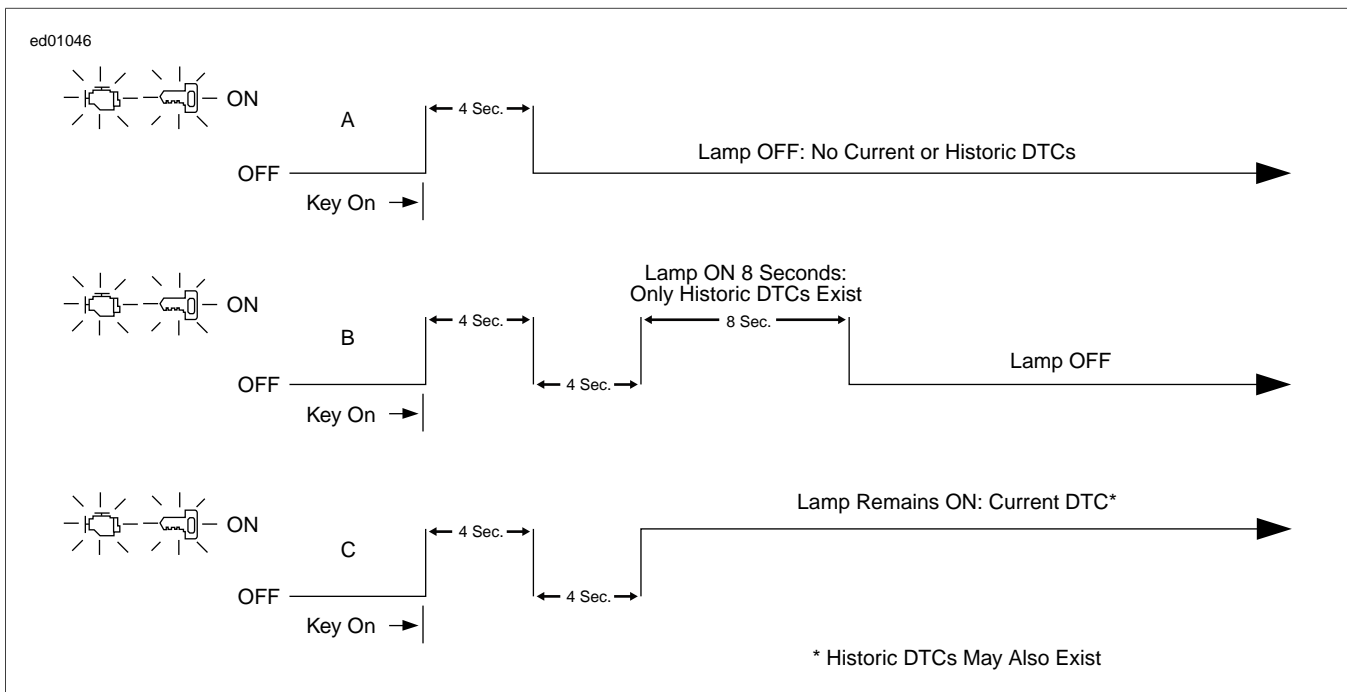 ed01046
ON
A
4 Sec.
Lamp OFF: No Current or Historic DTCs
OFF
Key On
Lamp ON 8 Seconds:
Only Historic DTCs Exist
ON
4 Sec.
8 Sec.
B
Lamp OFF
OFF
4 Sec.
Key On
Lamp Remains ON: Current DTC*
ON
4 Sec.
C
OFF
4 Sec.
Key On
* Historic DTCs May Also Exist